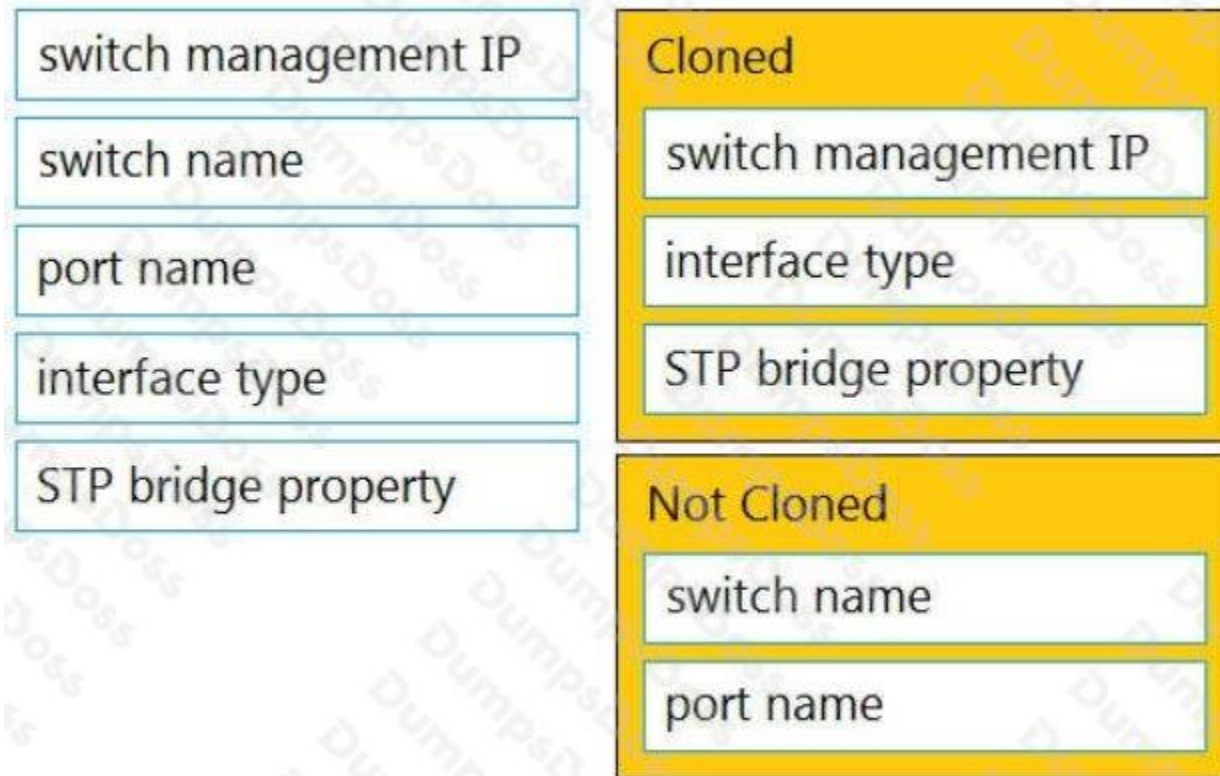 switch management IP
switch name
port name
interface type
STP bridge property
Cloned
switch management IP
interface type
STP bridge property
Not Cloned
switch name
port name